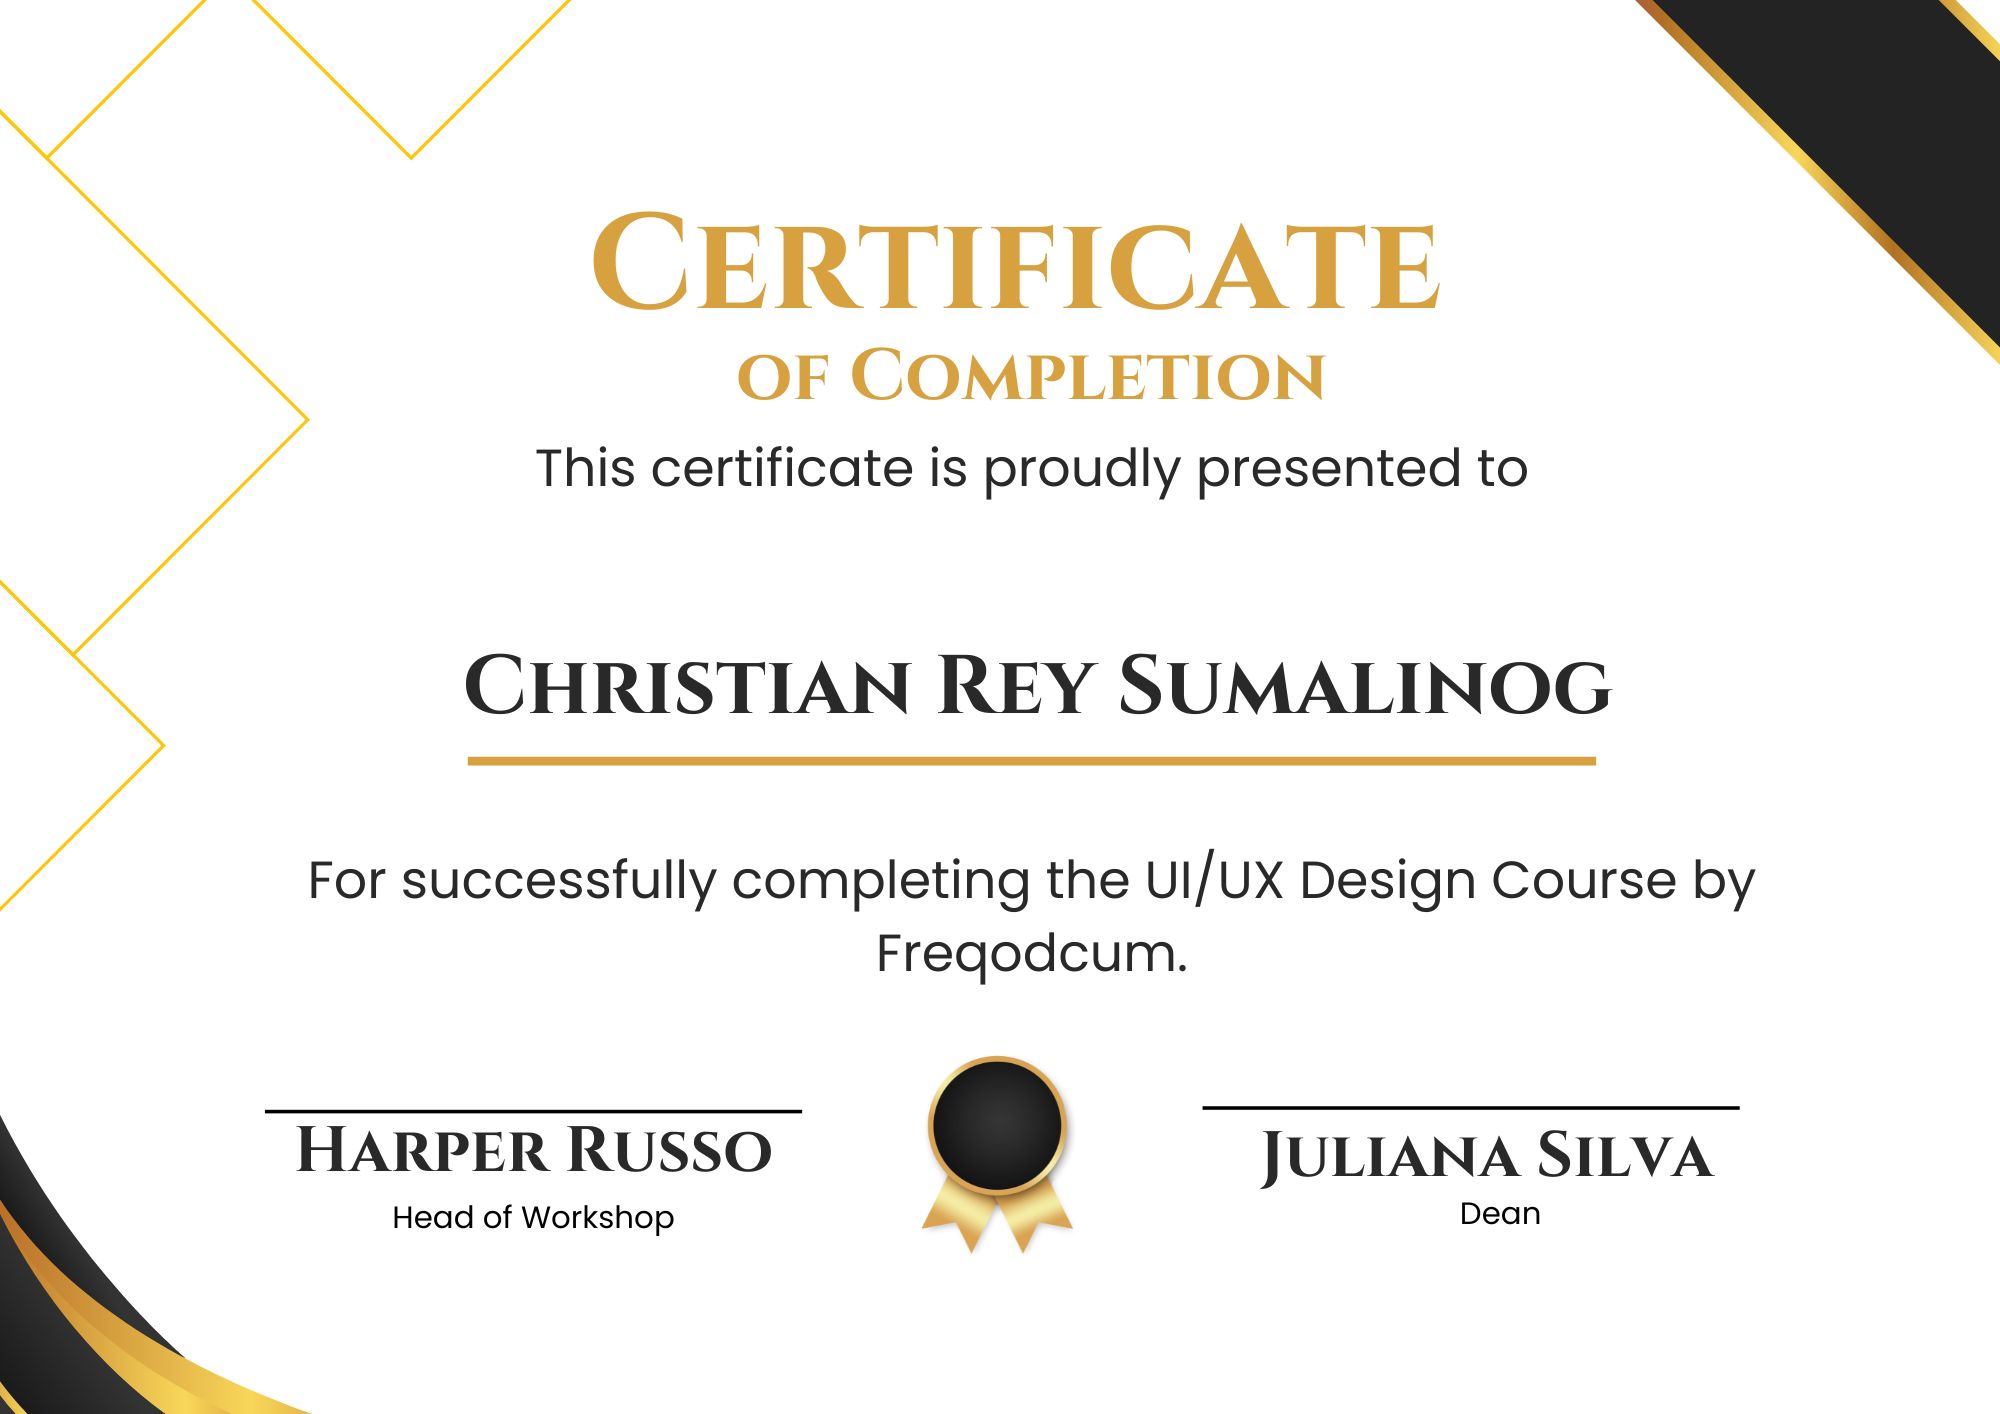 Certificate
of Completion
This certificate is proudly presented to
Christian Rey Sumalinog
For successfully completing the UI/UX Design Course by
Freqodcum.
Harper Russo
Head of Workshop
Juliana Silva
Dean